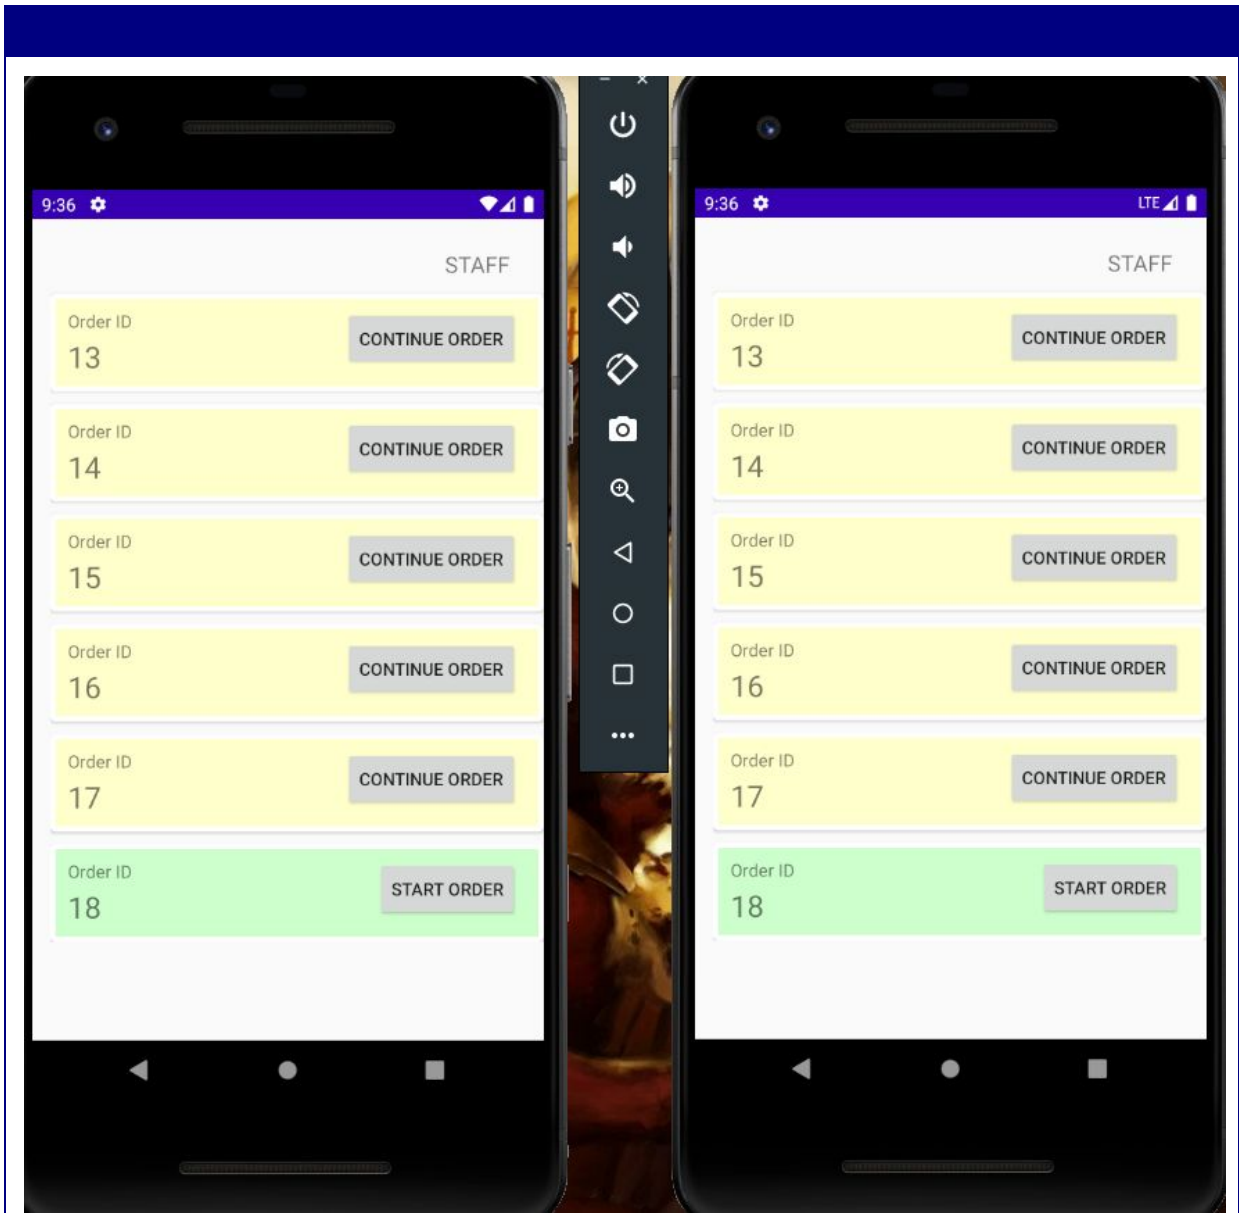 9:36
STAFF
Order ID
13
CONTINUE ORDER
Order ID
14
CONTINUE ORDER
Order ID
15
CONTINUE ORDER
Order ID
16
CONTINUE ORDER
Order ID
17
CONTINUE ORDER
Order ID
18
START ORDER
9:36 LTE
STAFF
Order ID
13
CONTINUE ORDER
Order ID
14
CONTINUE ORDER
Order ID
15
CONTINUE ORDER
Order ID
16
CONTINUE ORDER
Order ID
17
CONTINUE ORDER
Order ID
18
START ORDER